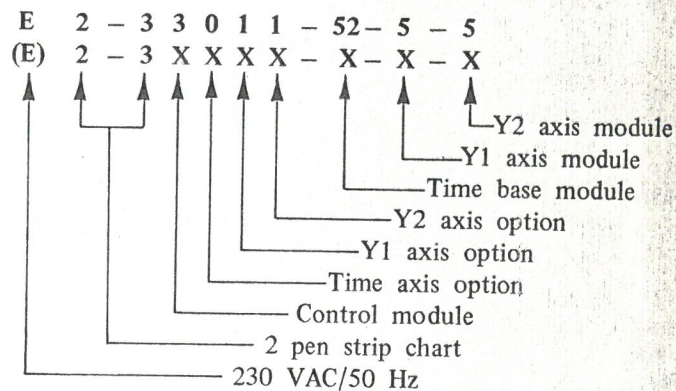 E 2 - 3 3 0 1 1 - 52 - 5 - 5
(E) 2 - 3 X X X X - X - X - X
Y2 axis module
Y1 axis module
Time base module
Y2 axis option
Y1 axis option
Time axis option
Control module
2 pen strip chart
230 VAC/50 Hz